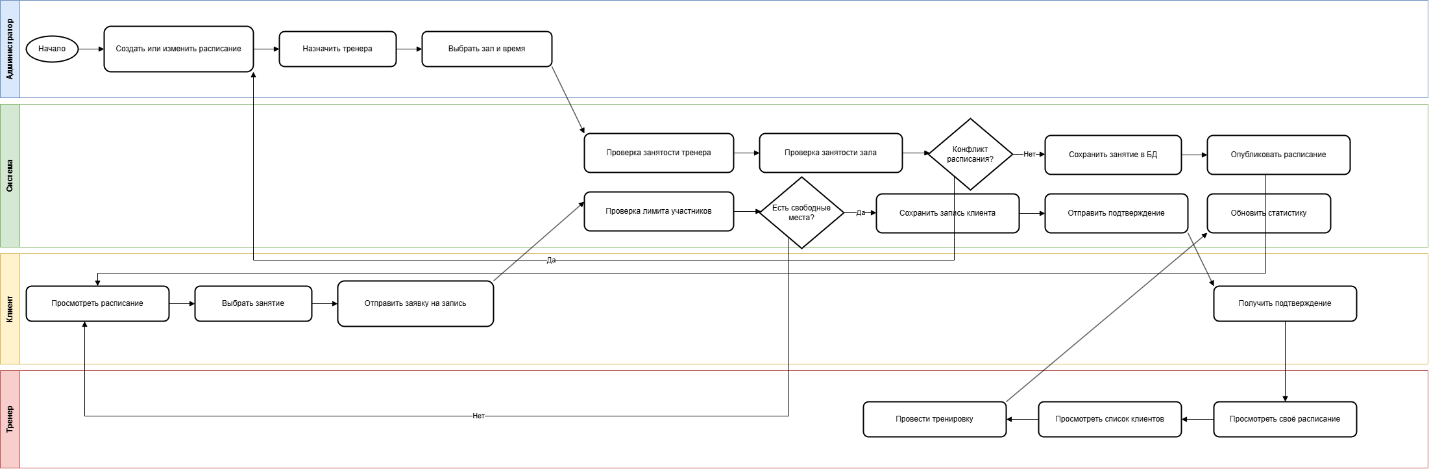 Администратор
Начало
Создать или изменить расписание
Назначить тренера
Выбрать зал и время
Система
Проверка занятости тренера
Проверка занятости зала
Конфликт
расписания?
Нет
Сохранить занятие в БД
Опубликовать расписание
Проверка лимита участников
Есть свободные
места?
Да
Сохранить запись клиента
Отправить подтверждение
Обновить статистику
Да
Клиент
Просмотреть расписание
Выбрать занятие
Отправить заявку на запись
Получить подтверждение
Тренер
Нет
Провести тренировку
Просмотреть список клиентов
Просмотреть своё расписание